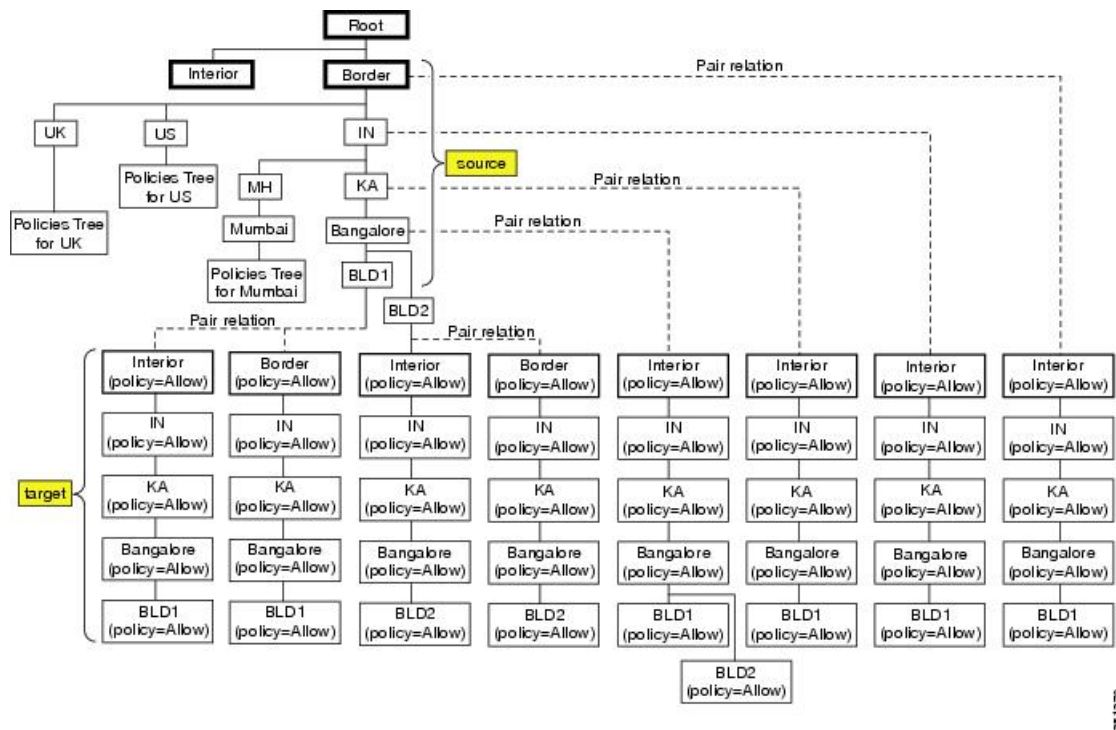 Root
Interior
Border
Pair relation
UK
US
IN
source
Policies Tree
for US
MH
KA
Pair relation
Policies Tree
for UK
Mumbai
Bangalore
Pair relation
Policies Tree
for Mumbai
BLD1
BLD2
Pair relation
Pair relation
Interior
(policy=Allow)
Border
(policy=Allow)
Interior
(policy=Allow)
Border
(policy=Allow)
Interior
(policy=Allow)
Interior
(policy=Allow)
Interior
(policy=Allow)
Interior
(policy=Allow)
IN
(policy=Allow)
IN
(policy=Allow)
IN
(policy=Allow)
IN
(policy=Allow)
IN
(policy=Allow)
IN
(policy=Allow)
IN
(policy=Allow)
IN
(policy=Allow)
target
KA
(policy=Allow)
KA
(policy=Allow)
KA
(policy=Allow)
KA
(policy=Allow)
KA
(policy=Allow)
KA
(policy=Allow)
KA
(policy=Allow)
KA
(policy=Allow)
Bangalore
(policy=Allow)
Bangalore
(policy=Allow)
Bangalore
(policy=Allow)
Bangalore
(policy=Allow)
Bangalore
(policy=Allow)
Bangalore
(policy=Allow)
Bangalore
(policy=Allow)
Bangalore
(policy=Allow)
BLD1
(policy=Allow)
BLD1
(policy=Allow)
BLD2
(policy=Allow)
BLD2
(policy=Allow)
BLD1
(policy=Allow)
BLD1
(policy=Allow)
BLD1
(policy=Allow)
BLD1
(policy=Allow)
BLD2
(policy=Allow)